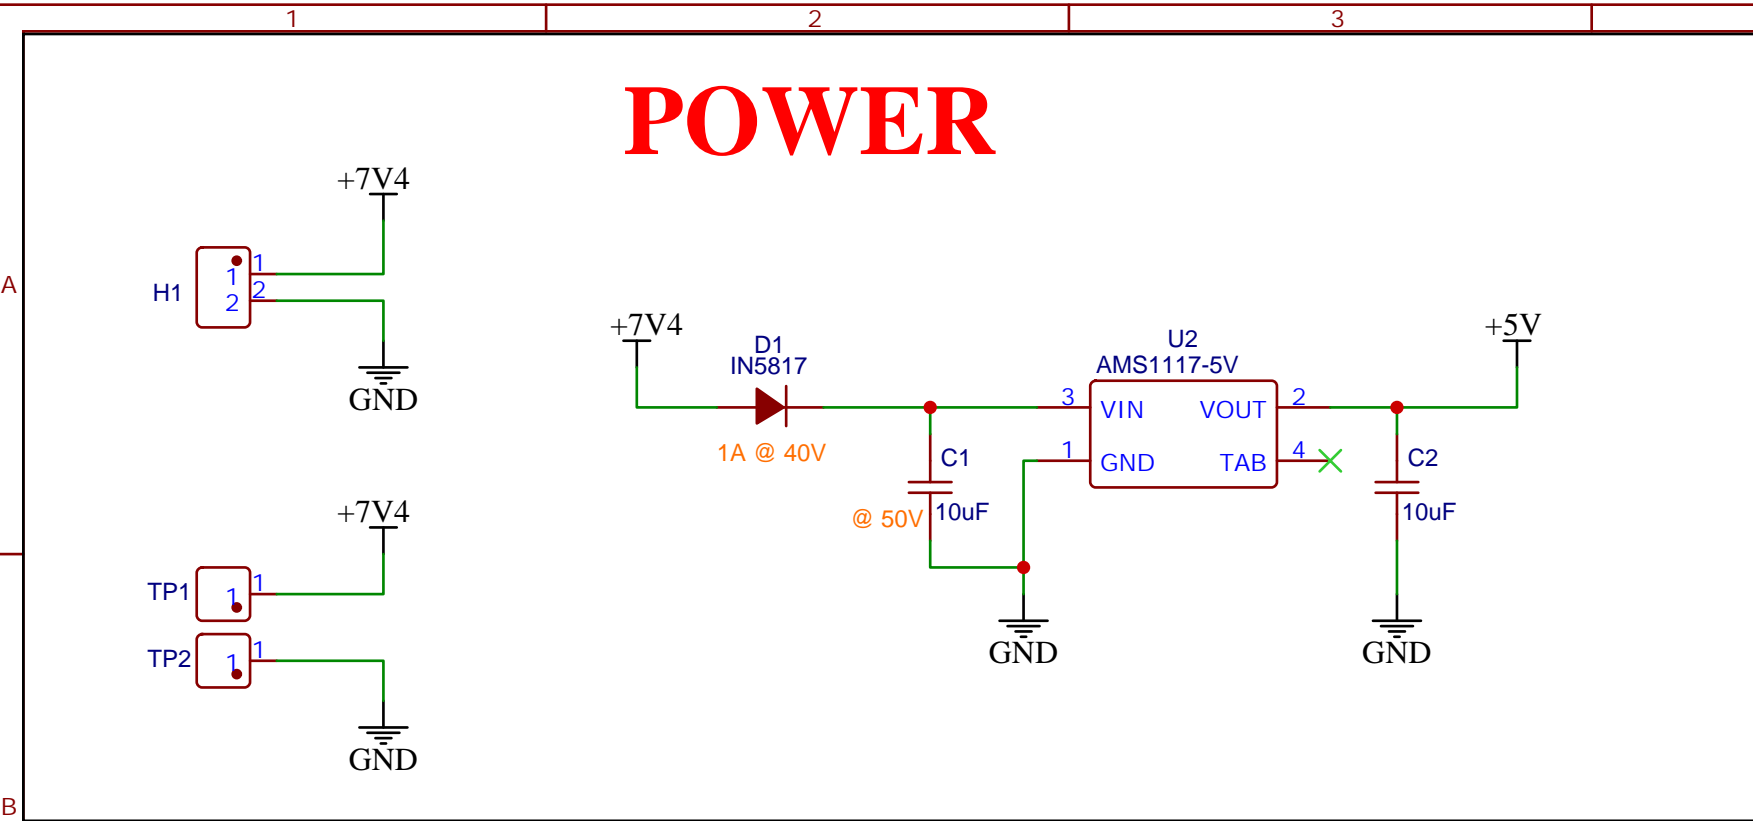 1 2 3
POWER
A
B
+7V4
H1
1 1
2 2
GND
+7V4
TP1 1 1
TP2 1 1
GND
+7V4
D1
IN5817
1A @ 40V
C1
10uF
@ 50V
U2
AMS1117-5V
3 VIN VOUT 2
1 GND TAB 4
GND
+5V
C2
10uF
GND